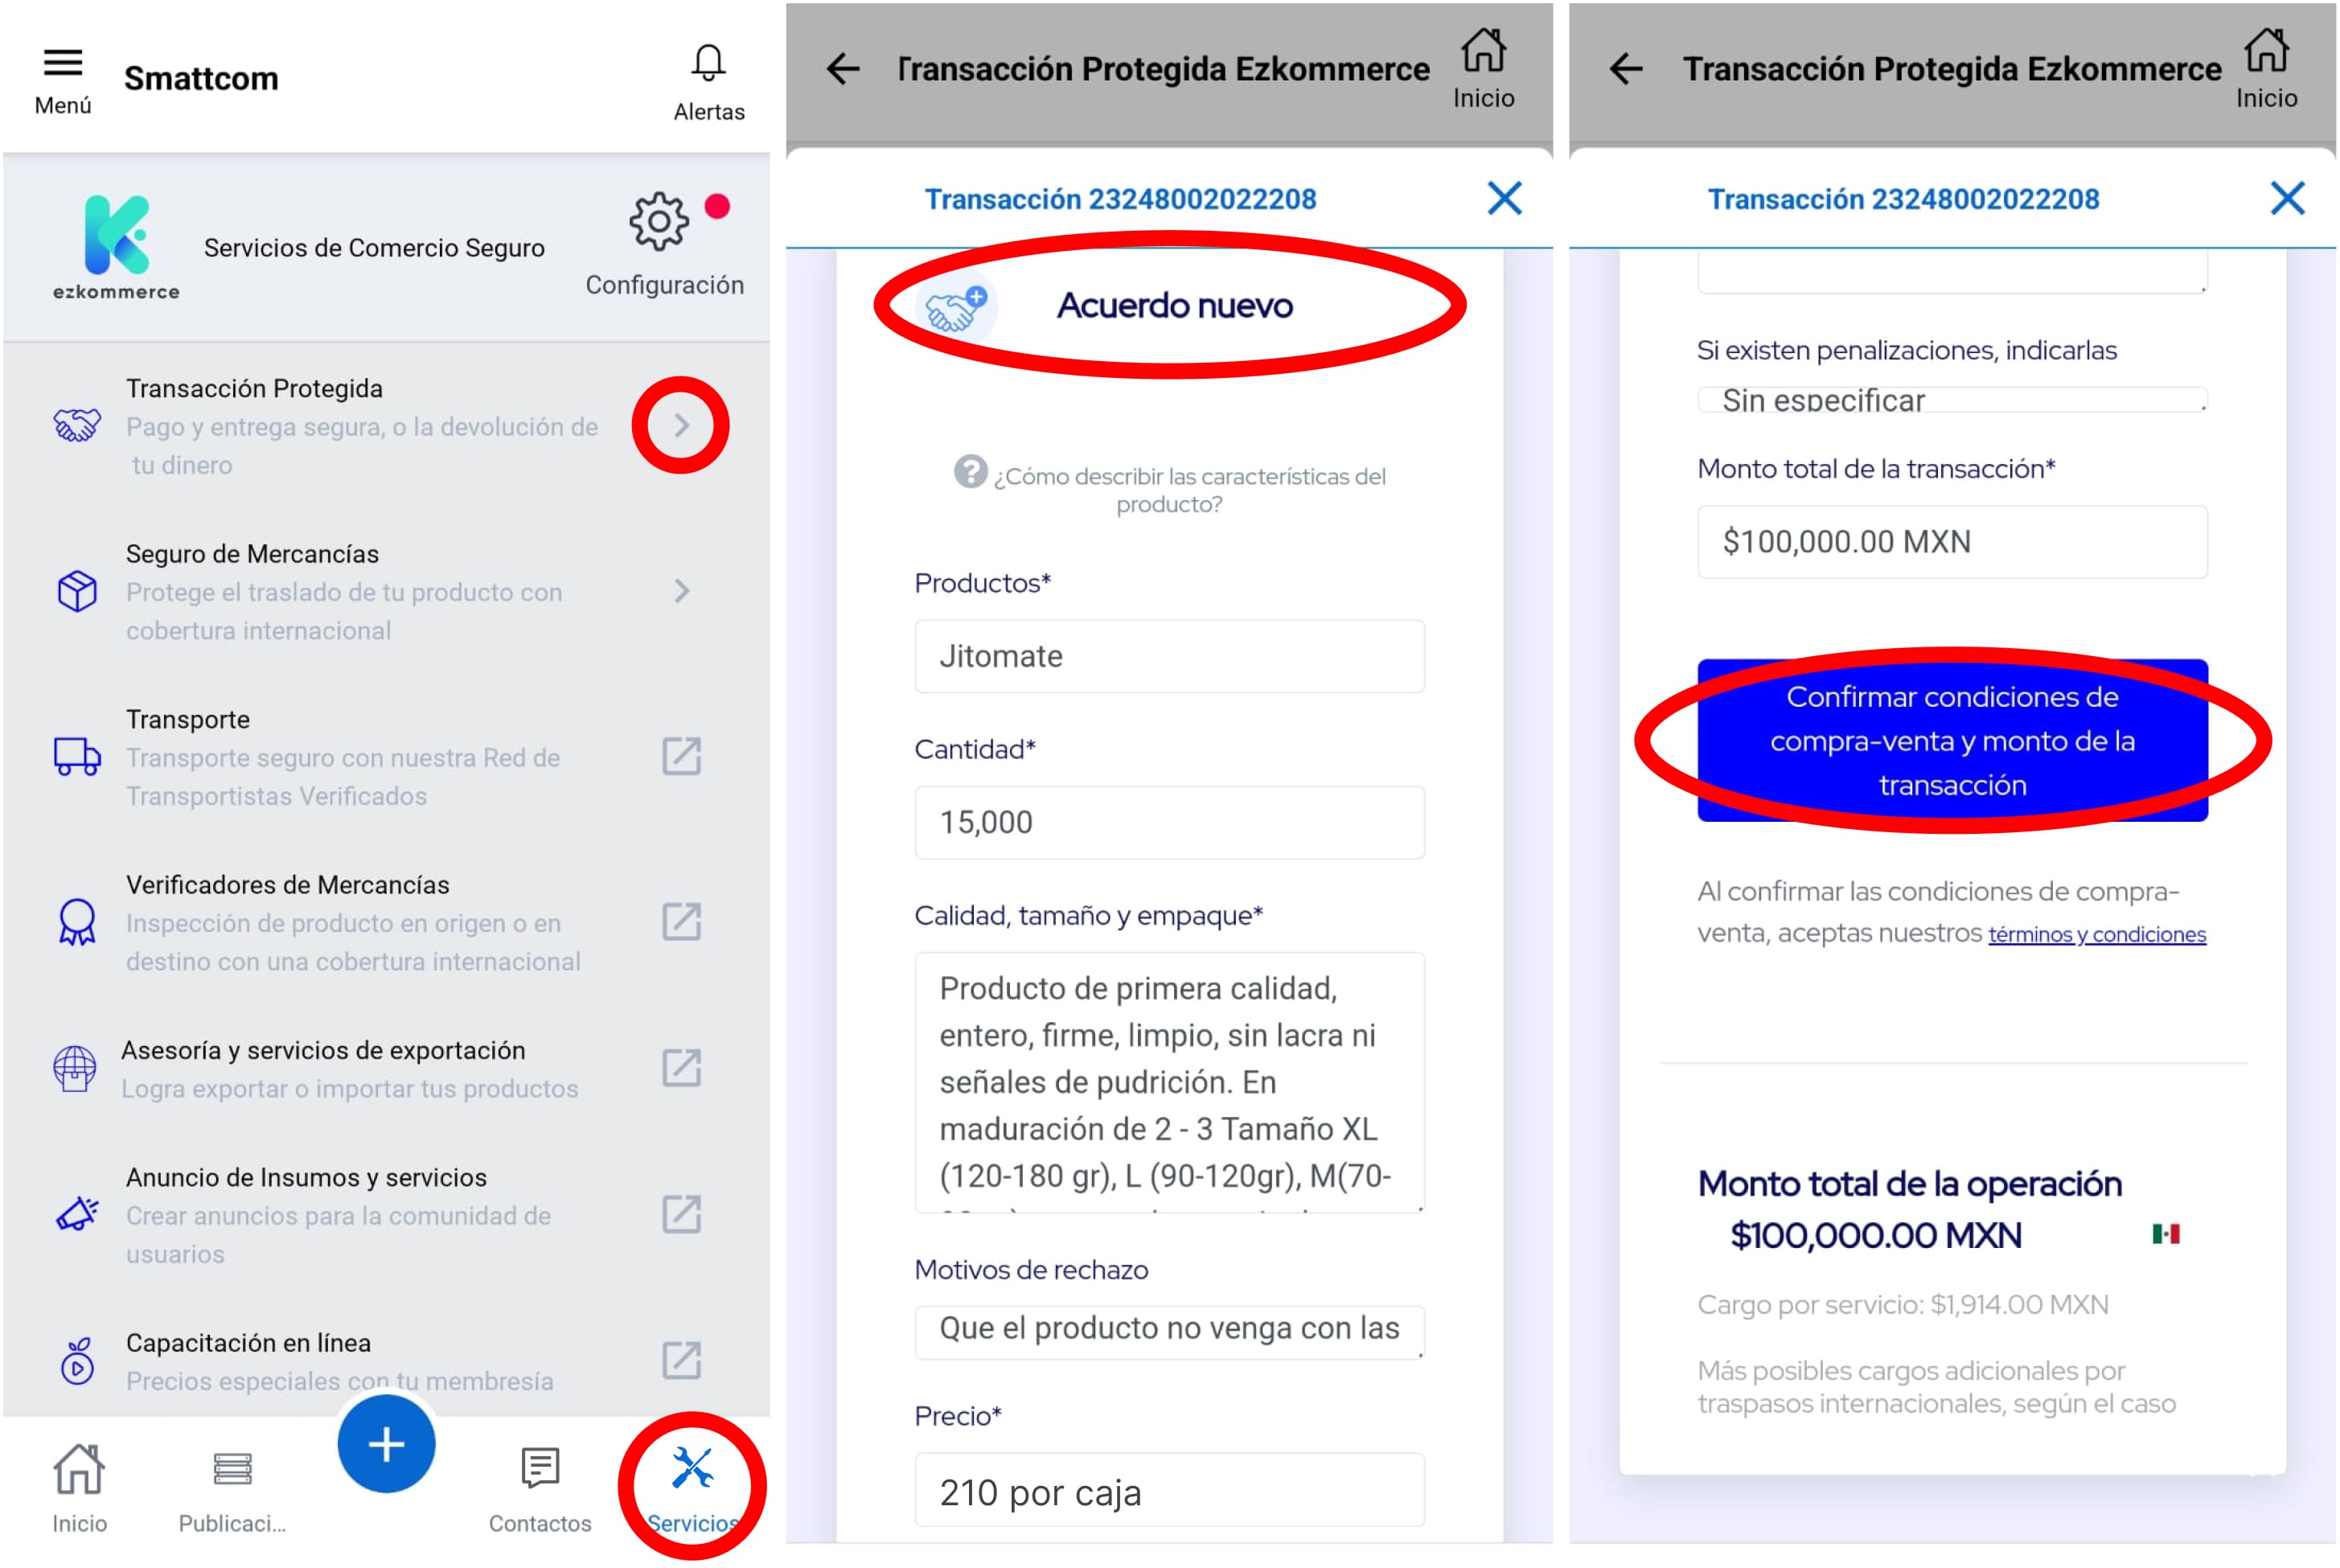 Menú
Smattcom
Alertas
ezkommerce
Servicios de Comercio Seguro
Configuración
Transacción Protegida
Pago y entrega segura, o la devolución de
tu dinero
Seguro de Mercancías
Protege el traslado de tu producto con
cobertura internacional
Transporte
Transporte seguro con nuestra Red de
Transportistas Verificados
Verificadores de Mercancías
Inspección de producto en origen o en
destino con una cobertura internacional
Asesoría y servicios de exportación
Logra exportar o importar tus productos
Anuncio de Insumos y servicios
Crear anuncios para la comunidad de
usuarios
Capacitación en línea
Precios especiales con tu membresía
Inicio
Publicaci...
Contactos
Servicios
Transacción Protegida Ezkommerce
Inicio
Transacción 23248002022208
Acuerdo nuevo
¿Cómo describir las características del
producto?
Productos*
Jitomate
Cantidad*
15,000
Calidad, tamaño y empaque*
Producto de primera calidad,
entero, firme, limpio, sin lacra ni
señales de pudrición. En
maduración de 2 - 3 Tamaño XL
(120-180 gr), L (90-120gr), M(70-
Motivos de rechazo
Que el producto no venga con las
Precio*
210 por caja
Transacción Protegida Ezkommerce
Inicio
Transacción 23248002022208
Si existen penalizaciones, indicarlas
Sin especificar
Monto total de la transacción*
$100,000.00 MXN
Confirmar condiciones de
compra-venta y monto de la
transacción
Al confirmar las condiciones de compra-
venta, aceptas nuestros términos y condiciones
Monto total de la operación
$100,000.00 MXN
Cargo por servicio: $1,914.00 MXN
Más posibles cargos adicionales por
traspasos internacionales, según el caso